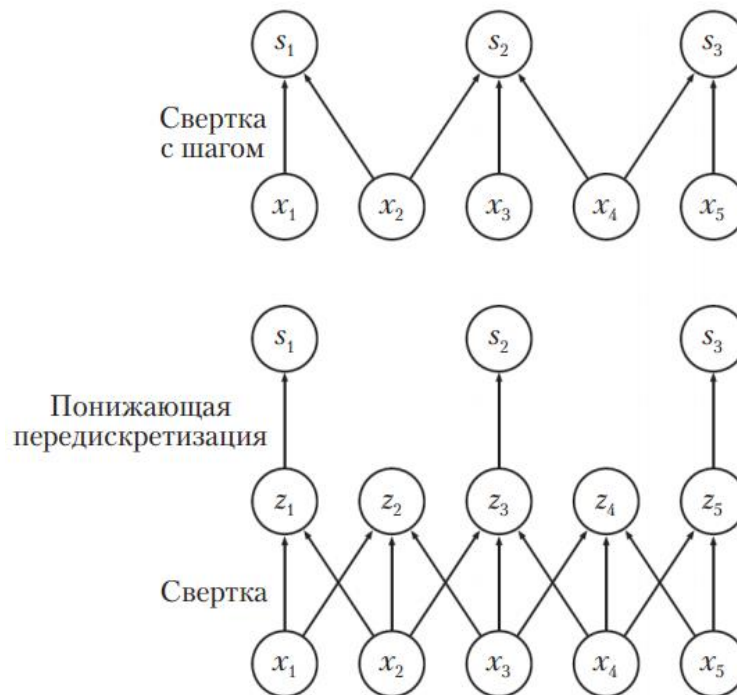 s₁ s₂ s₃
Свертка
с шагом
x₁ x₂ x₃ x₄ x₅
s₁ s₂ s₃
Понижающая
передискретизация
z₁ z₂ z₃ z₄ z₅
Свертка
x₁ x₂ x₃ x₄ x₅